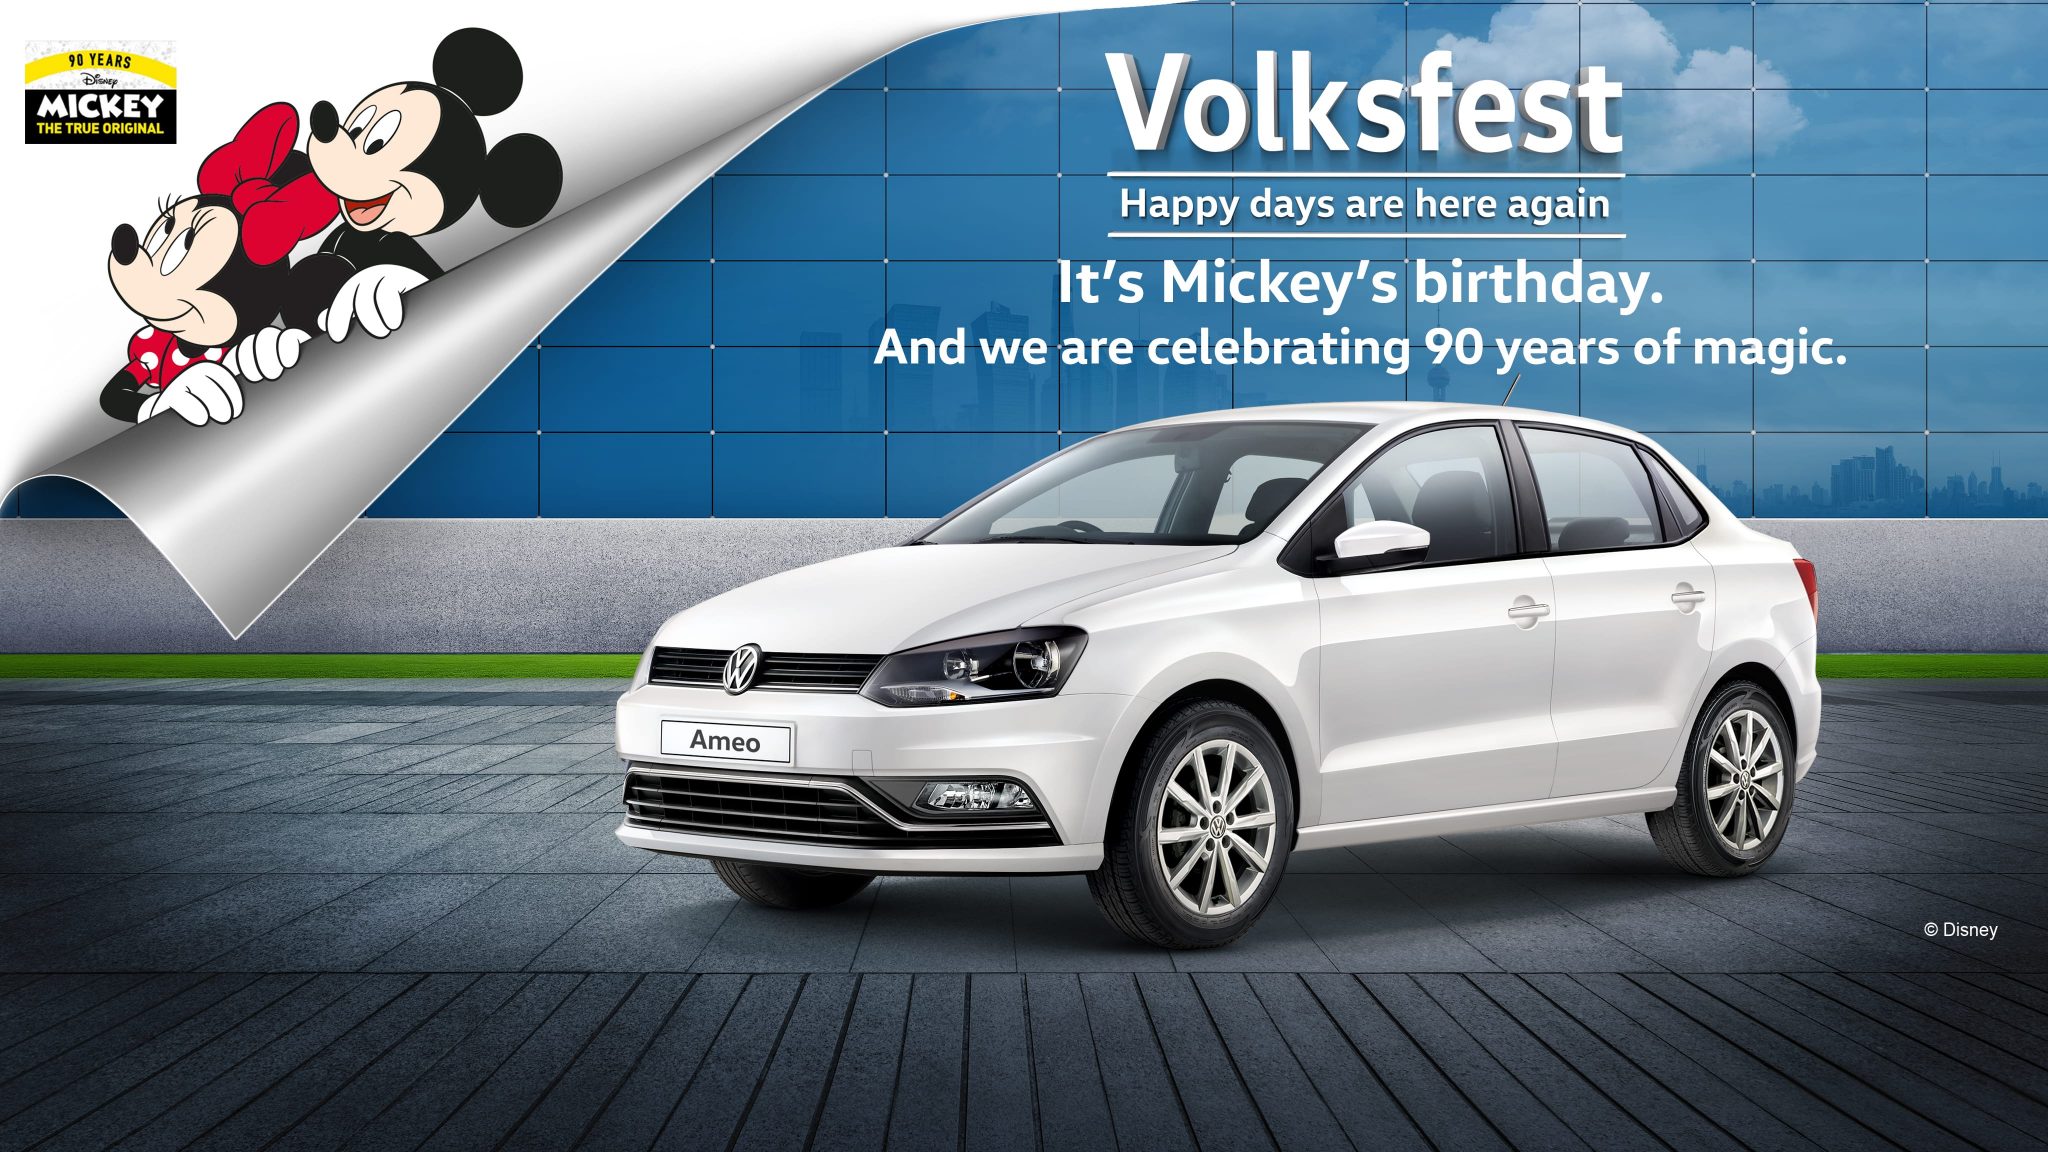 90 YEARS
Disney
MICKEY
THE TRUE ORIGINAL
Volksfest
Happy days are here again
It's Mickey's birthday.
And we are celebrating 90 years of magic.
Ameo
© Disney